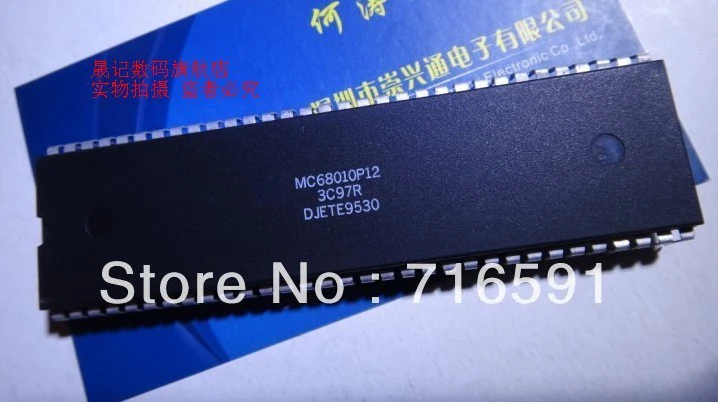 何涛
晟记数码旗舰店
实物拍摄 盗者必究
深圳市崇兴通电子有限公司
Electronic Co., Ltd.
MC68010P12
3C97R
DJETE9530
Store No : 716591